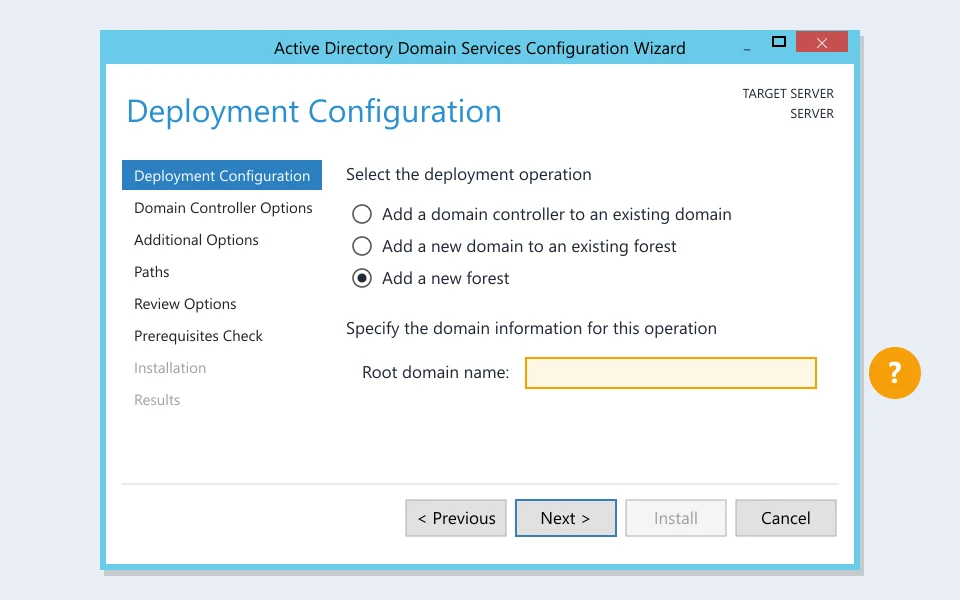 Active Directory Domain Services Configuration Wizard
Deployment Configuration
TARGET SERVER
SERVER
Deployment Configuration
Domain Controller Options
Additional Options
Paths
Review Options
Prerequisites Check
Installation
Results
Select the deployment operation
Add a domain controller to an existing domain
Add a new domain to an existing forest
Add a new forest
Specify the domain information for this operation
Root domain name:
?
< Previous
Next >
Install
Cancel